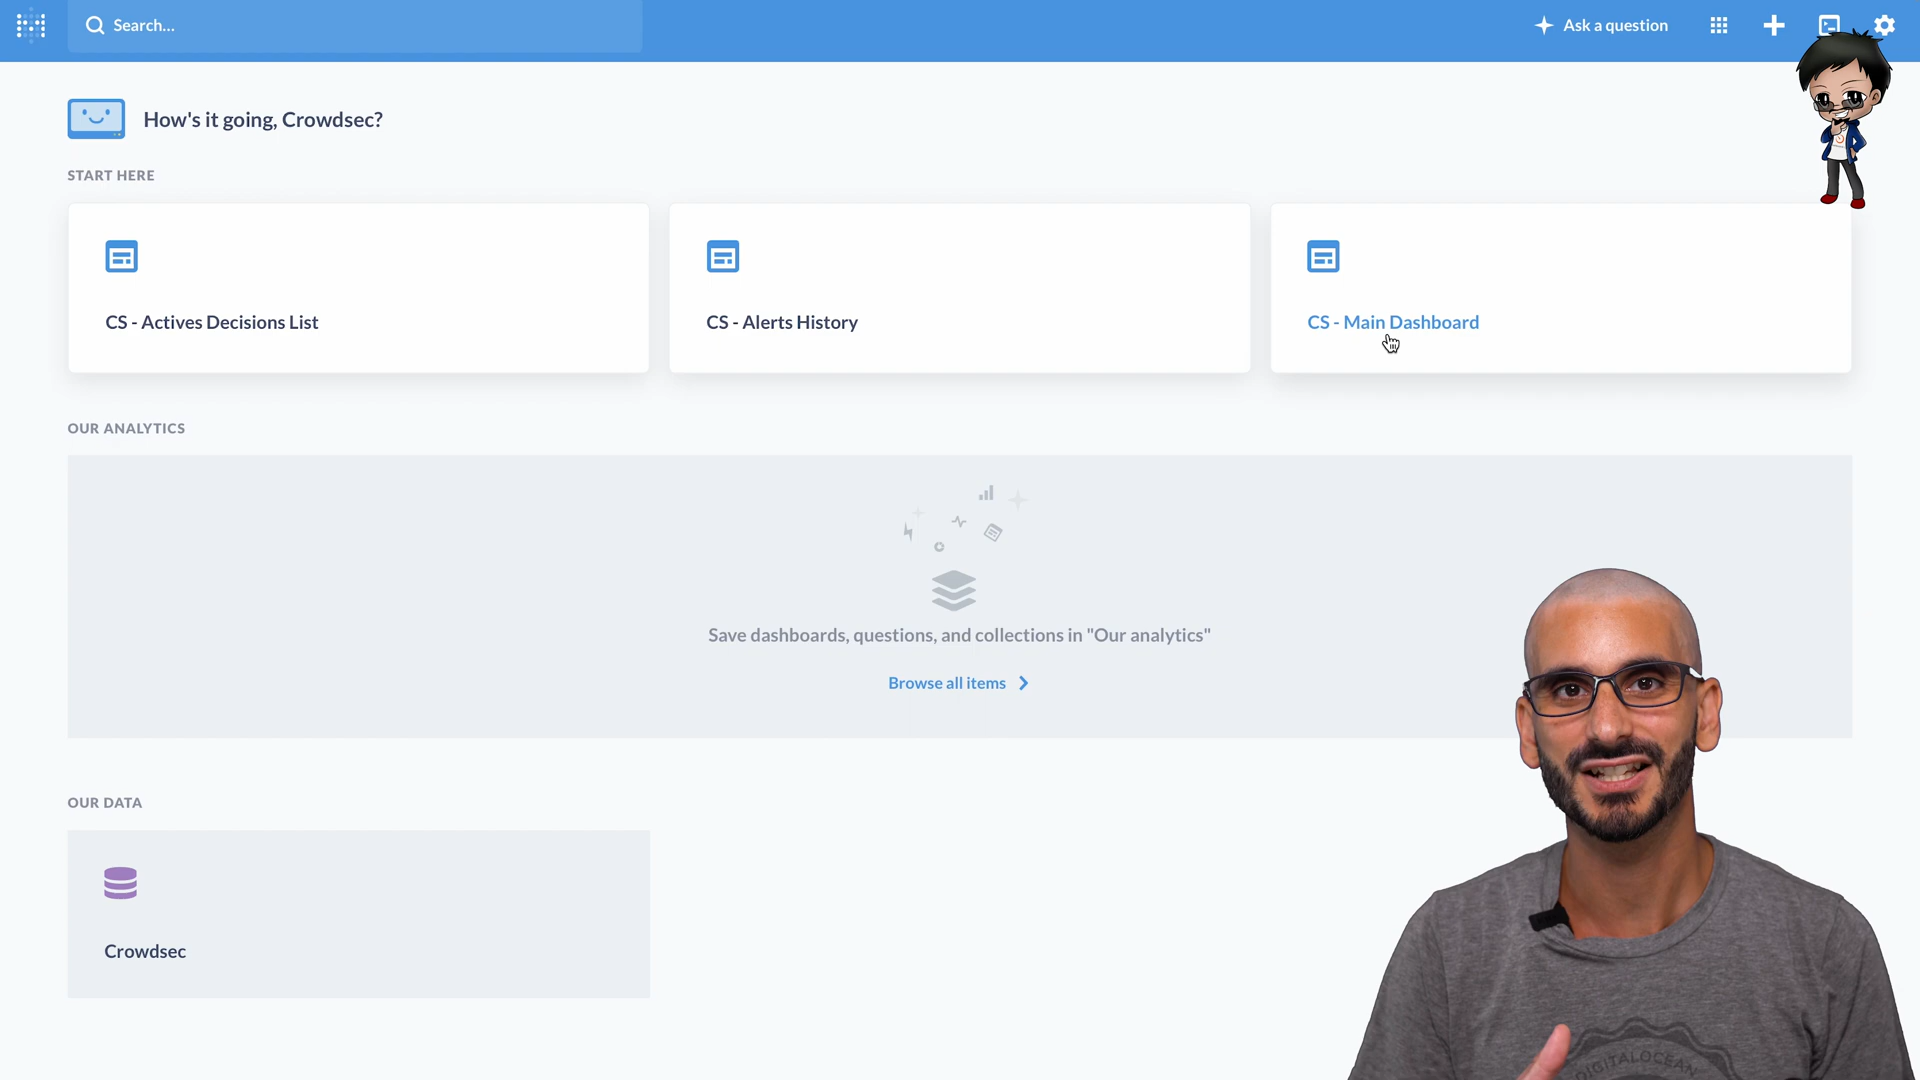 Search...
Ask a question
How's it going, Crowdsec?
START HERE
CS - Actives Decisions List
CS - Alerts History
CS - Main Dashboard
OUR ANALYTICS
Save dashboards, questions, and collections in "Our analytics"
Browse all items
OUR DATA
Crowdsec
DIGITALOCEAN